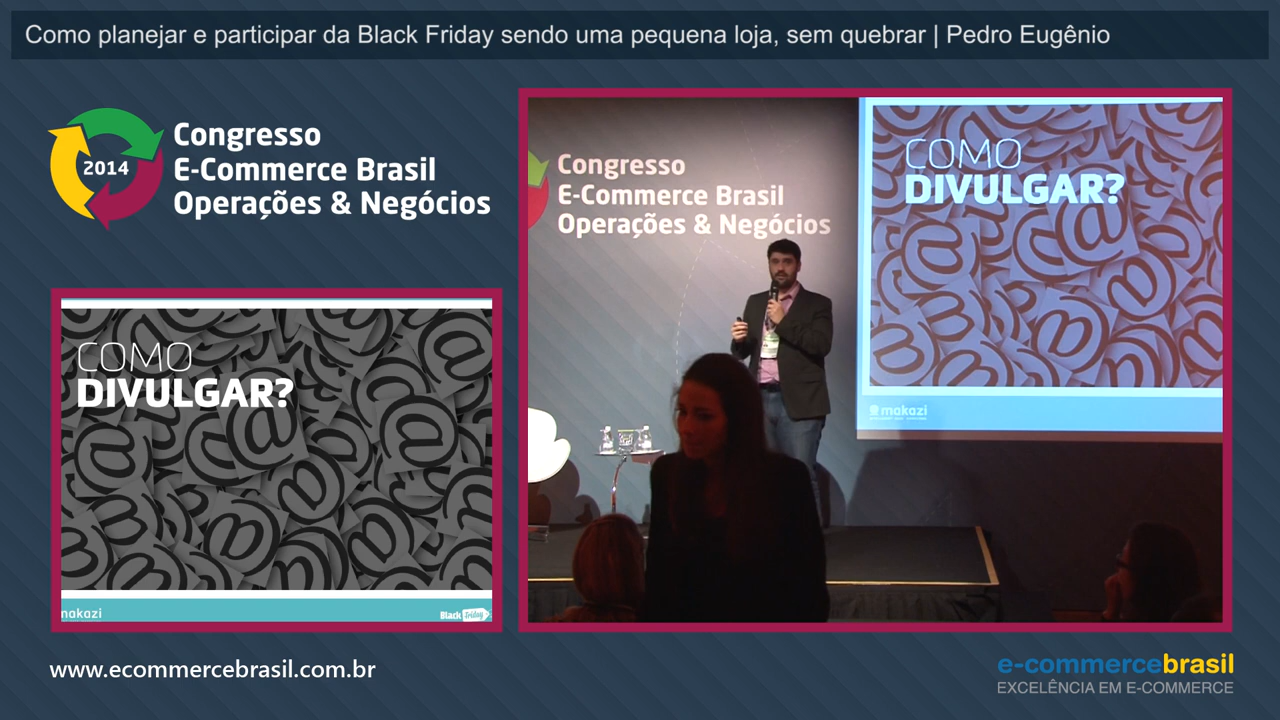 Como planejar e participar da Black Friday sendo uma pequena loja, sem quebrar | Pedro Eugênio
2014
Congresso
E-Commerce Brasil
Operações & Negócios
Congresso
E-Commerce Brasil
Operações & Negócios
COMO
DIVULGAR?
makazi
COMO
DIVULGAR?
makazi
Black Friday
www.ecommercebrasil.com.br
e-commercebrasil
EXCELÊNCIA EM E-COMMERCE